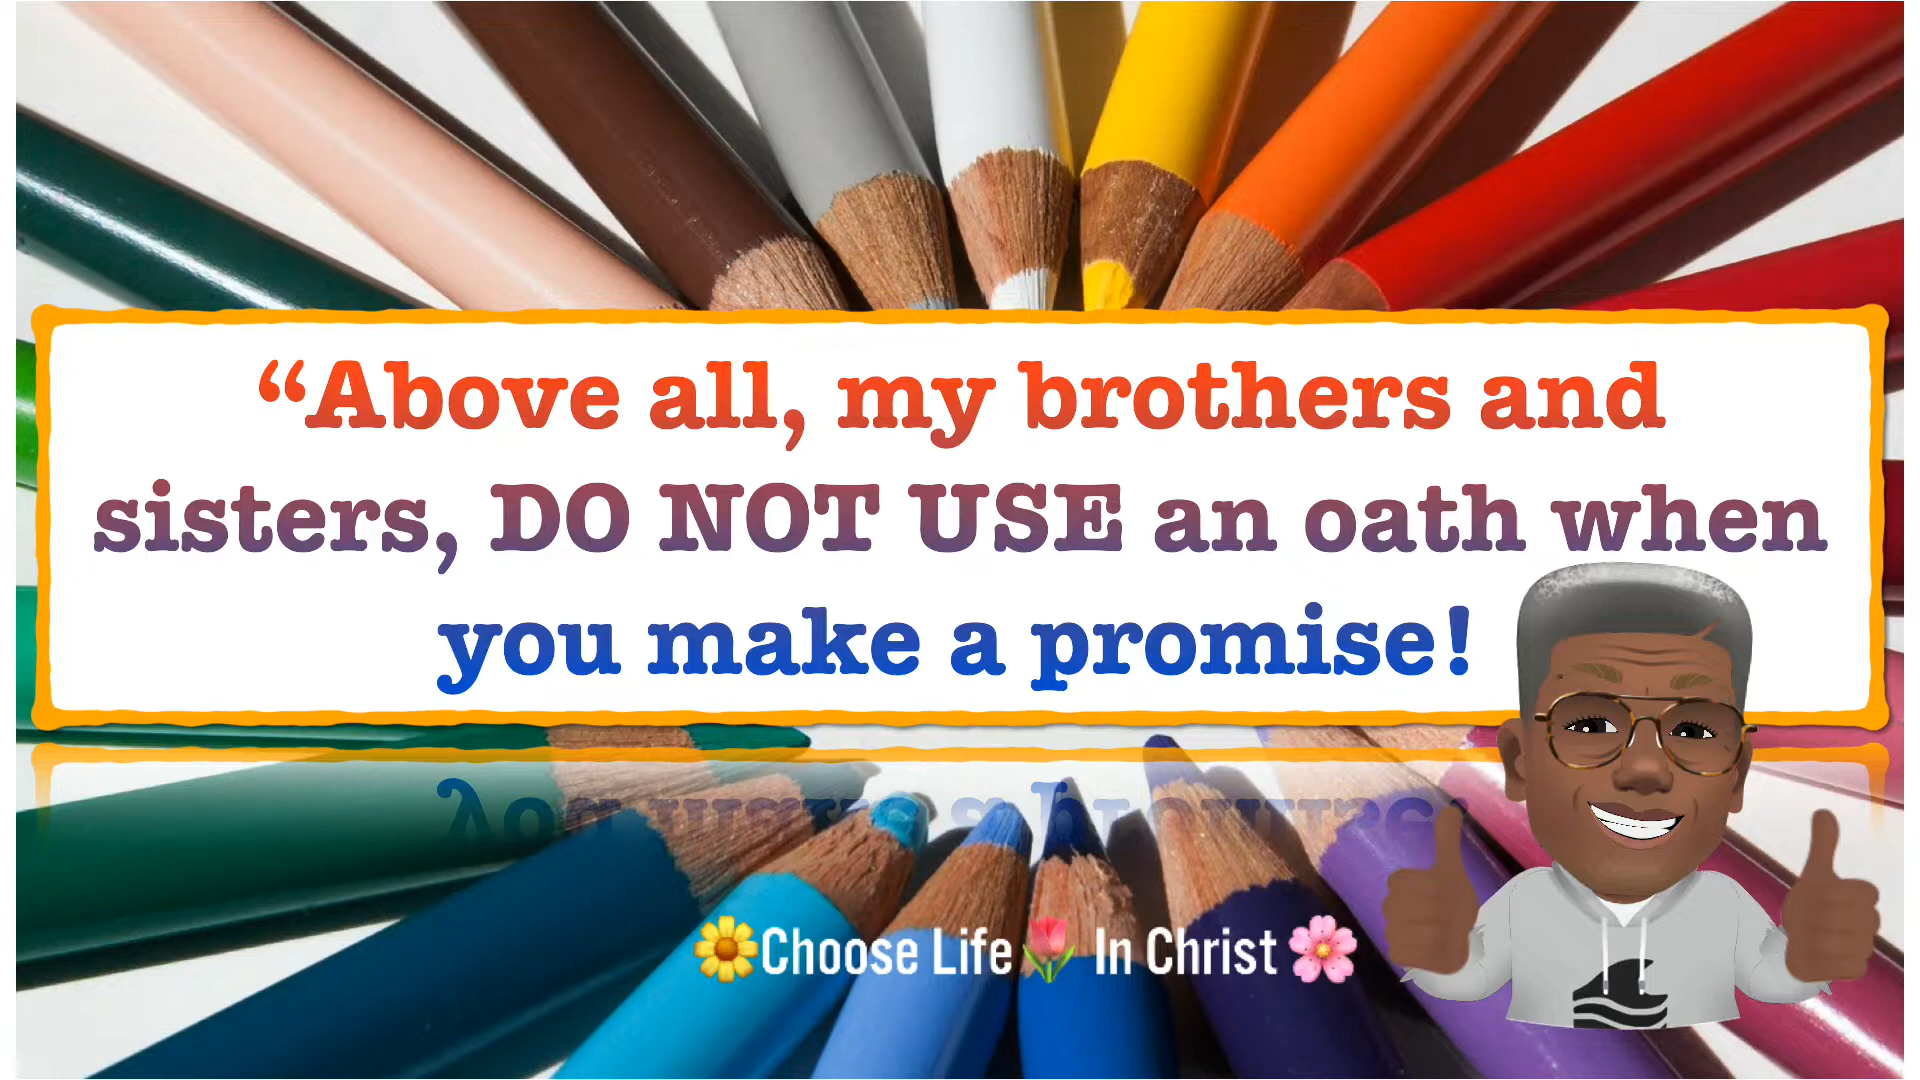 “Above all, my brothers and
sisters, DO NOT USE an oath when
you make a promise!
🌼Choose Life🌷 In Christ 🌸